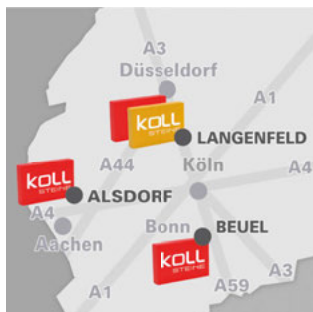 A3
Düsseldorf
A1
KOLL
LANGENFELD
KOLL
STEINE
A44
Köln
A4
ALSDORF
A4
Aachen
Bonn
BEUEL
KOLL
STEINE
A1
A59
A3